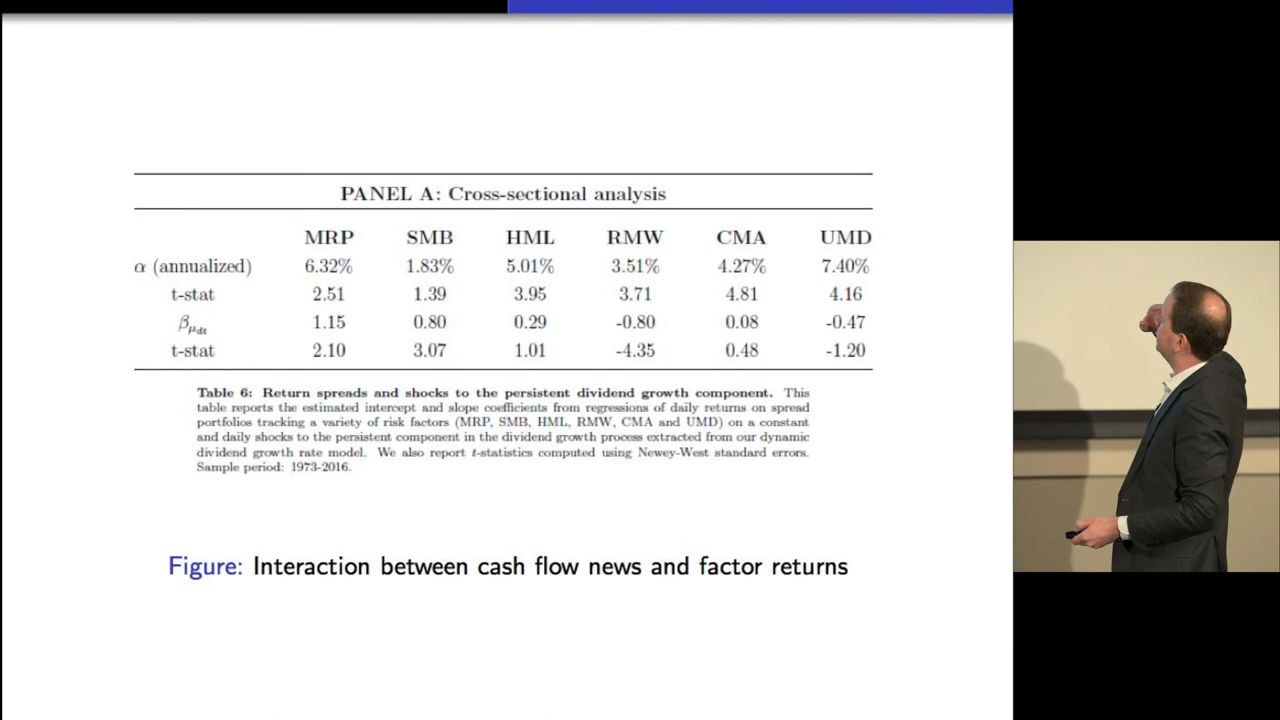 PANEL A: Cross-sectional analysis
MRP SMB HML RMW CMA UMD
α (annualized) 6.32% 1.83% 5.01% 3.51% 4.27% 7.40%
t-stat 2.51 1.39 3.95 3.71 4.81 4.16
β_{μ_{dt}} 1.15 0.80 0.29 -0.80 0.08 -0.47
t-stat 2.10 3.07 1.01 -4.35 0.48 -1.20
Table 6: Return spreads and shocks to the persistent dividend growth component. This
table reports the estimated intercept and slope coefficients from regressions of daily returns on spread
portfolios tracking a variety of risk factors (MRP, SMB, HML, RMW, CMA and UMD) on a constant
and daily shocks to the persistent component in the dividend growth process extracted from our dynamic
dividend growth rate model. We also report t-statistics computed using Newey-West standard errors.
Sample period: 1973-2016.
Figure: Interaction between cash flow news and factor returns